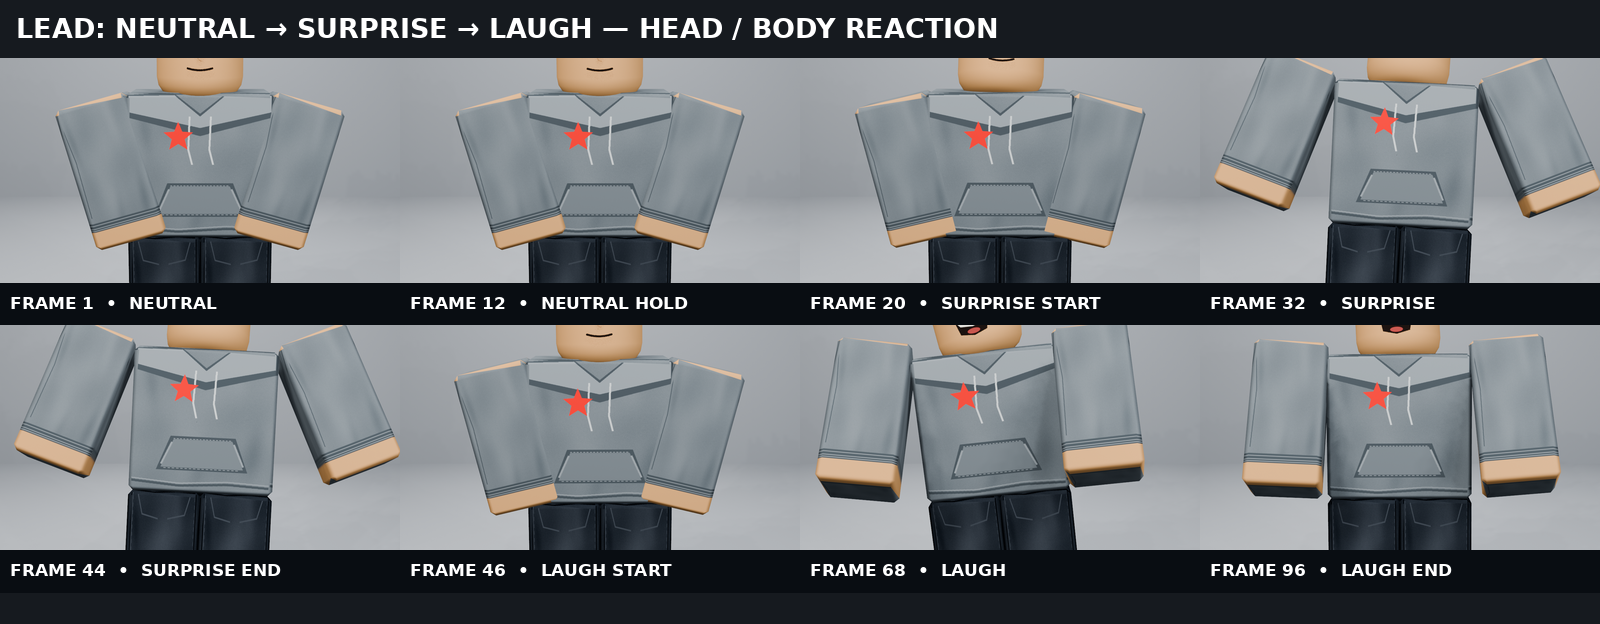 LEAD: NEUTRAL → SURPRISE → LAUGH — HEAD / BODY REACTION
FRAME 1 • NEUTRAL
FRAME 12 • NEUTRAL HOLD
FRAME 20 • SURPRISE START
FRAME 32 • SURPRISE
FRAME 44 • SURPRISE END
FRAME 46 • LAUGH START
FRAME 68 • LAUGH
FRAME 96 • LAUGH END